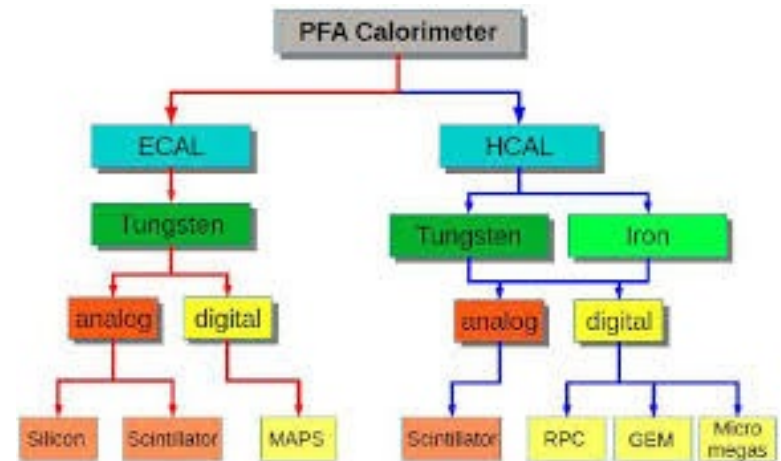 PFA Calorimeter
ECAL
HCAL
Tungsten
Tungsten
Iron
analog
digital
analog
digital
Silicon
Scintillator
MAPS
Scintillator
RPC
GEM
Micro
megas